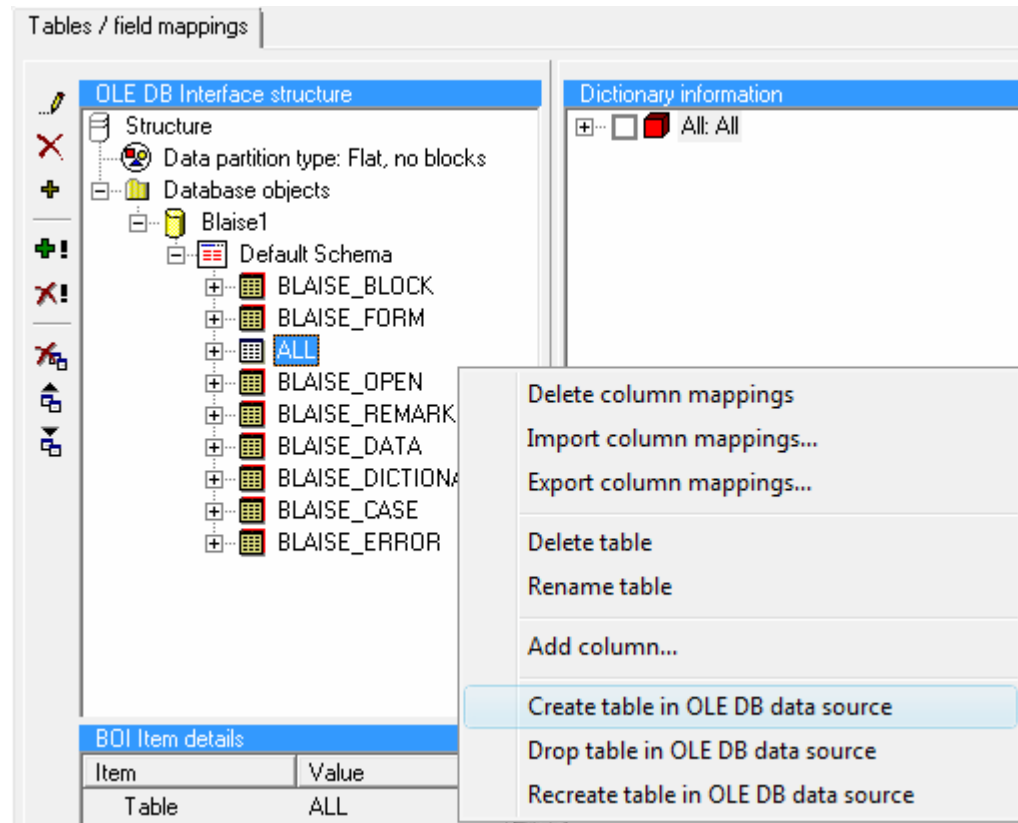 Tables / field mappings
OLE DB Interface structure
Structure
Data partition type: Flat, no blocks
Database objects
Blaise1
Default Schema
BLAISE_BLOCK
BLAISE_FORM
ALL
BLAISE_OPEN
BLAISE_REMARK
BLAISE_DATA
BLAISE_DICTIONA
BLAISE_CASE
BLAISE_ERROR
Dictionary information
All: All
Delete column mappings
Import column mappings...
Export column mappings...
Delete table
Rename table
Add column...
Create table in OLE DB data source
Drop table in OLE DB data source
Recreate table in OLE DB data source
BOI Item details
Item Value
Table ALL